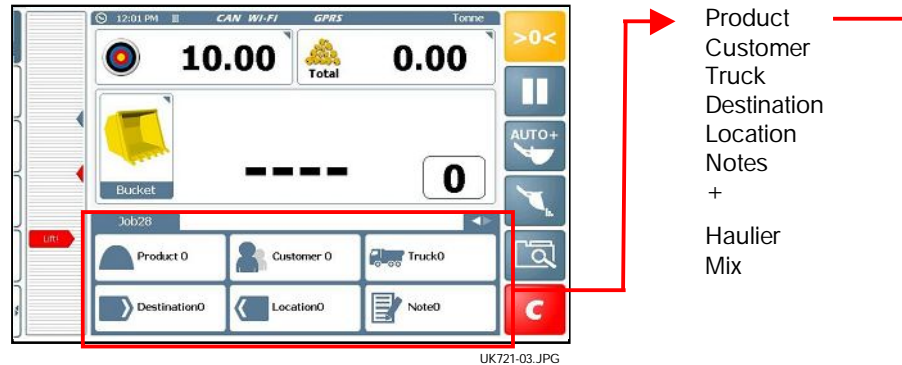 12:01 PM CAN WI-FI GPRS Tonne
10.00
Total
0.00
>0<
AUTO+
Bucket
----
0
Job28
Lift!
Product 0
Customer 0
Truck0
Destination0
Location0
Note0
C
UK721-03.JPG
Product
Customer
Truck
Destination
Location
Notes
+
Haulier
Mix